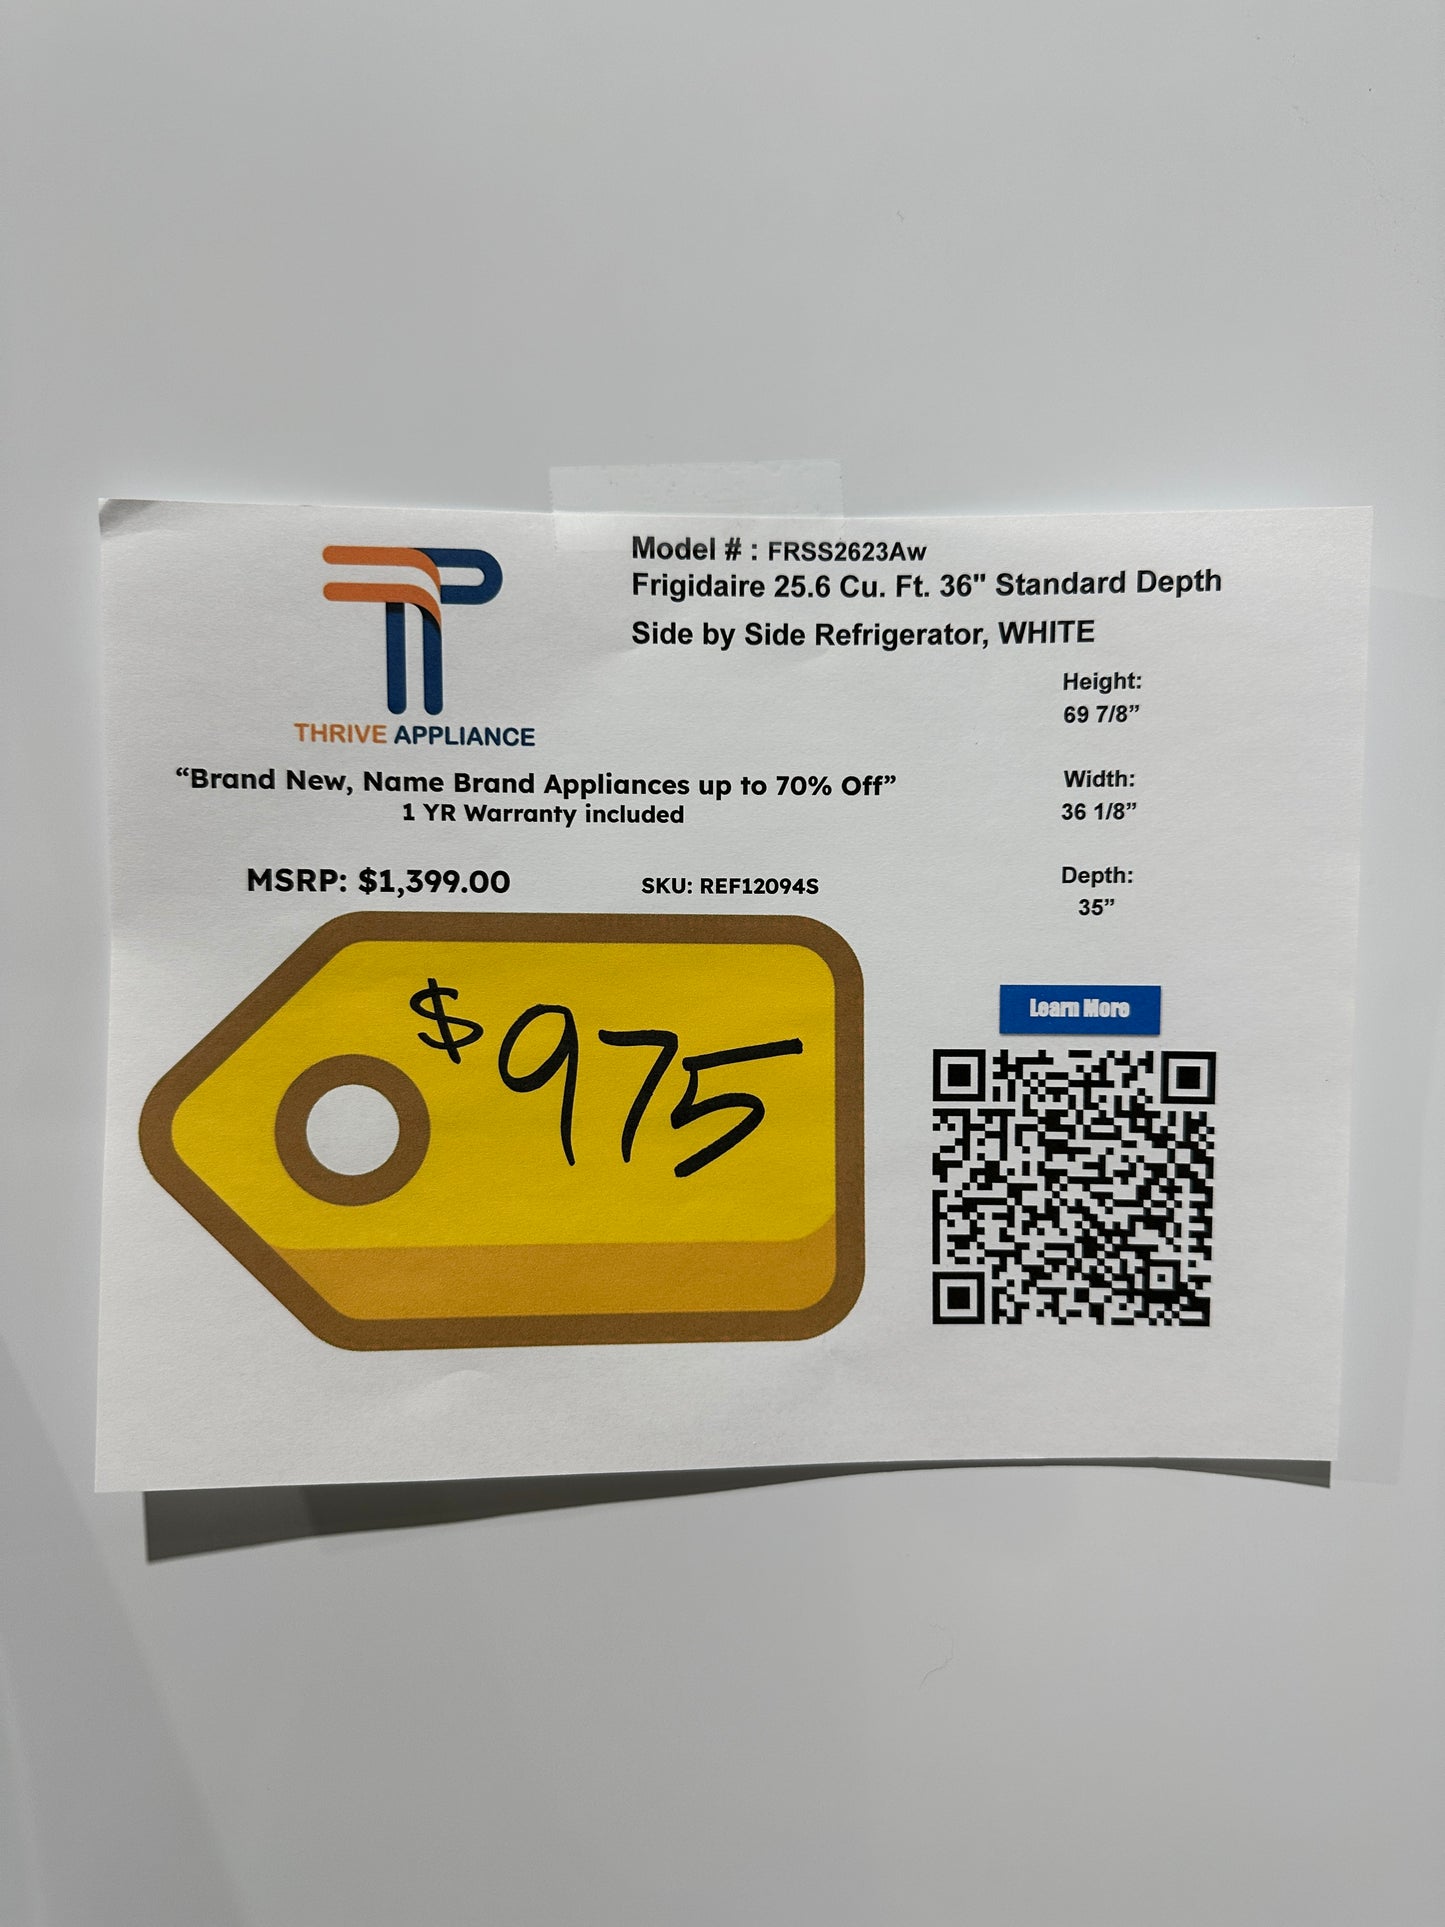 Model # : FRSS2623Aw
Frigidaire 25.6 Cu. Ft. 36" Standard Depth
Side by Side Refrigerator, WHITE
THRIVE APPLIANCE
“Brand New, Name Brand Appliances up to 70% Off”
1 YR Warranty included
MSRP: $1,399.00
SKU: REF12094S
$975
Height:
69 7/8”
Width:
36 1/8”
Depth:
35”
Learn More